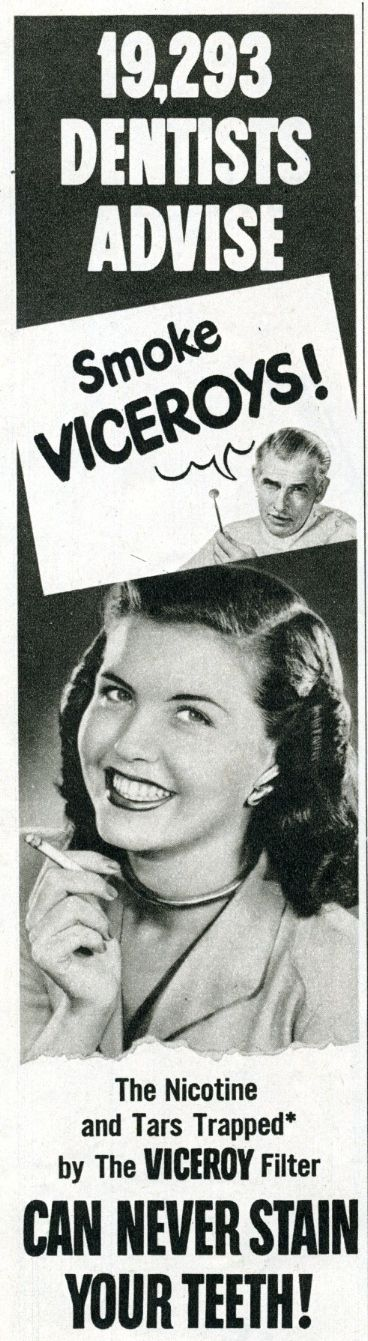 19,293
DENTISTS
ADVISE
Smoke
VICEROYS!
The Nicotine
and Tars Trapped*
by The VICEROY Filter
CAN NEVER STAIN
YOUR TEETH!